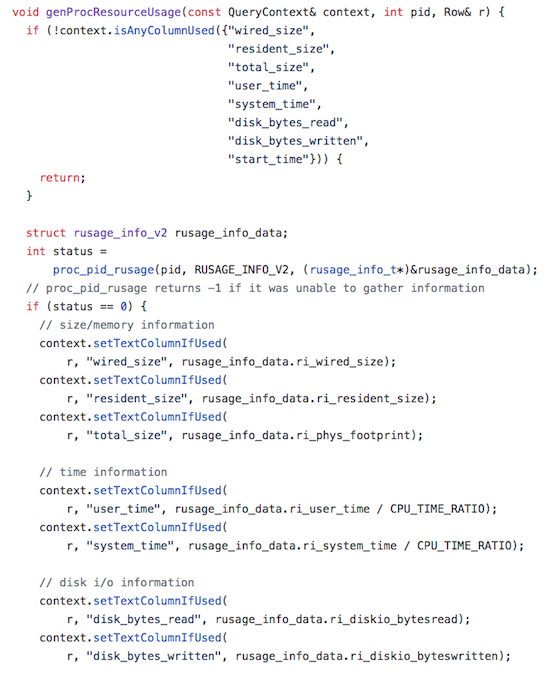 void genProcResourceUsage(const QueryContext& context, int pid, Row& r) {
  if (!context.isAnyColumnUsed({"wired_size",
                                "resident_size",
                                "total_size",
                                "user_time",
                                "system_time",
                                "disk_bytes_read",
                                "disk_bytes_written",
                                "start_time"})) {
    return;
  }

  struct rusage_info_v2 rusage_info_data;
  int status =
      proc_pid_rusage(pid, RUSAGE_INFO_V2, (rusage_info_t*)&rusage_info_data);
  // proc_pid_rusage returns -1 if it was unable to gather information
  if (status == 0) {
    // size/memory information
    context.setTextColumnIfUsed(
        r, "wired_size", rusage_info_data.ri_wired_size);
    context.setTextColumnIfUsed(
        r, "resident_size", rusage_info_data.ri_resident_size);
    context.setTextColumnIfUsed(
        r, "total_size", rusage_info_data.ri_phys_footprint);

    // time information
    context.setTextColumnIfUsed(
        r, "user_time", rusage_info_data.ri_user_time / CPU_TIME_RATIO);
    context.setTextColumnIfUsed(
        r, "system_time", rusage_info_data.ri_system_time / CPU_TIME_RATIO);

    // disk i/o information
    context.setTextColumnIfUsed(
        r, "disk_bytes_read", rusage_info_data.ri_diskio_bytesread);
    context.setTextColumnIfUsed(
        r, "disk_bytes_written", rusage_info_data.ri_diskio_byteswritten);